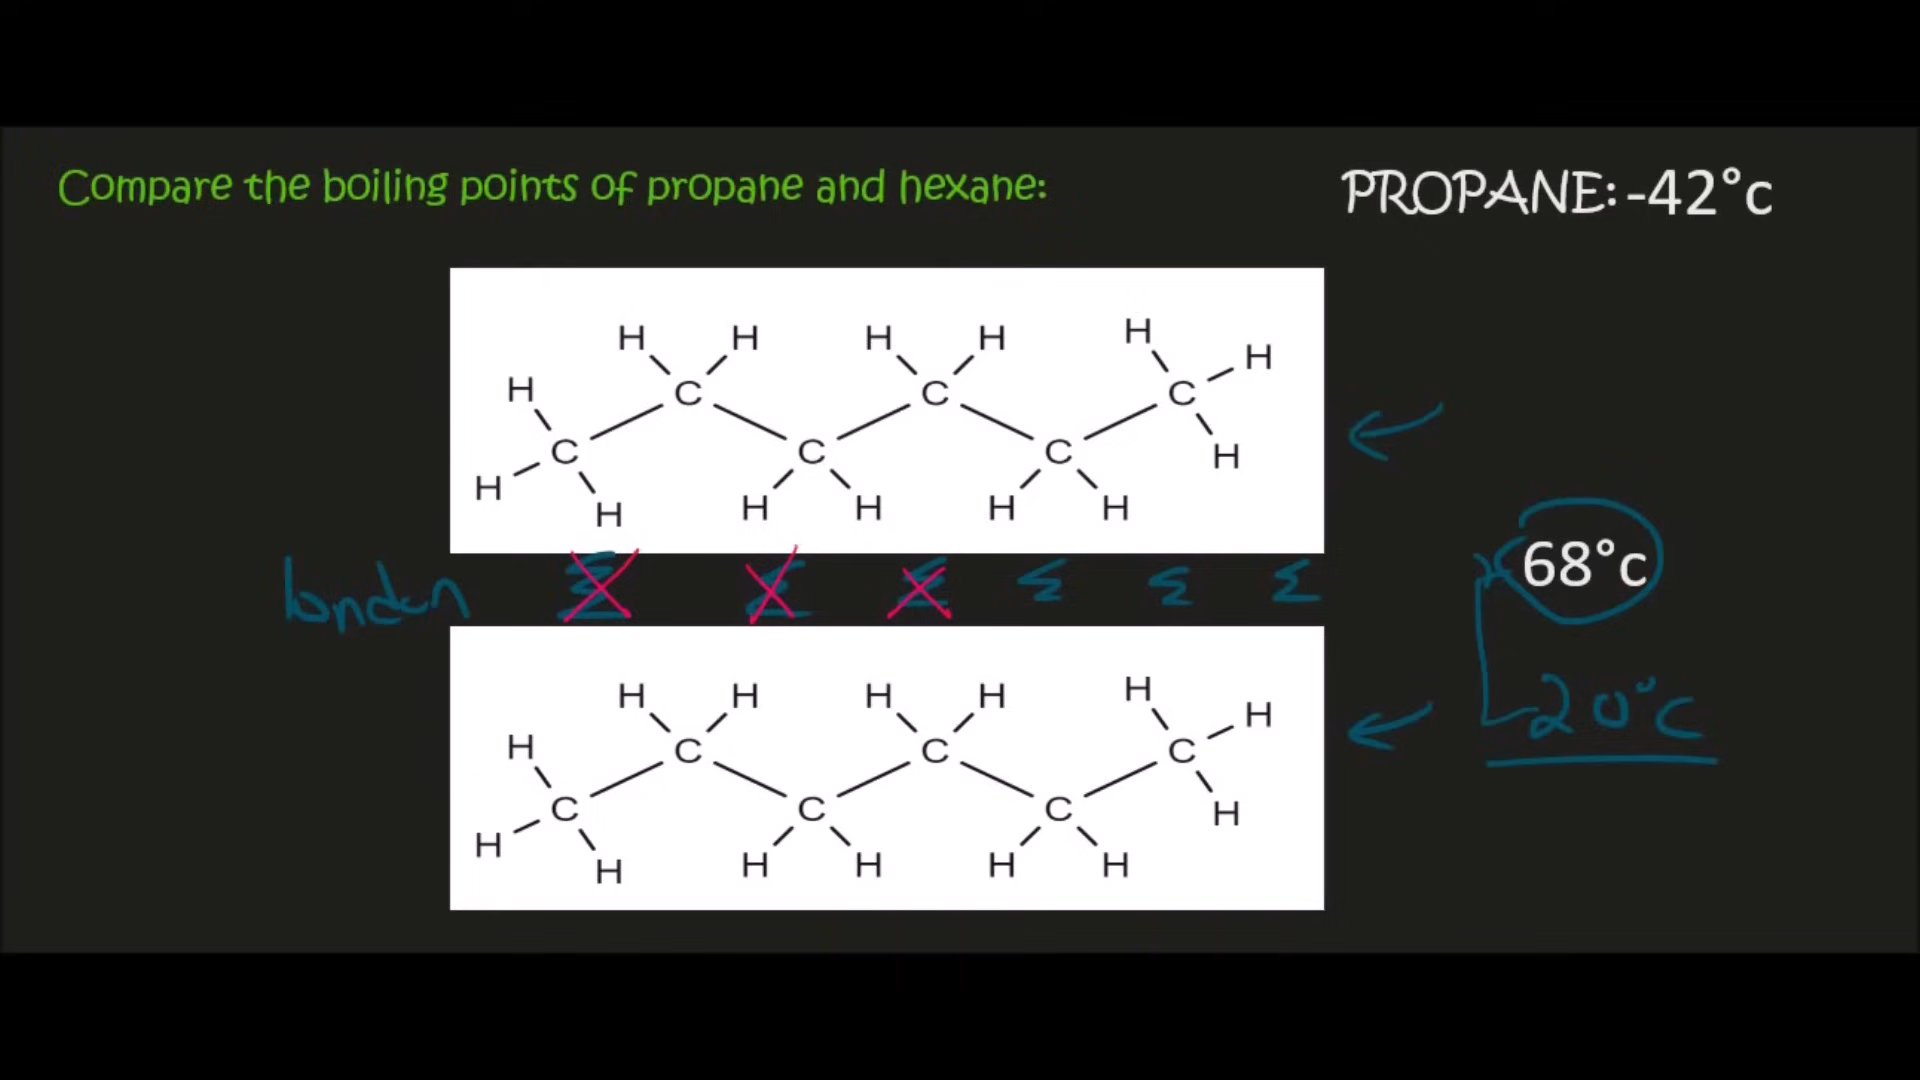 Compare the boiling points of propane and hexane:
PROPANE: -42°c
H H H H H H
H C C C
C C C H
H H H H H H
london
68°c
20°C
H H H H H H
H C C C
C C C H
H H H H H H